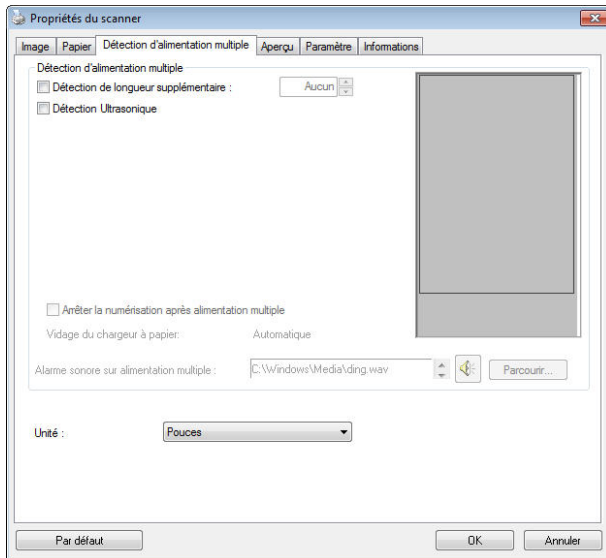 Propriétés du scanner
Image Papier Détection d'alimentation multiple Aperçu Paramètre Informations
Détection d'alimentation multiple
Détection de longueur supplémentaire : Aucun
Détection Ultrasonique
Arrêter la numérisation après alimentation multiple
Vidage du chargeur à papier: Automatique
Alarme sonore sur alimentation multiple : C:\Windows\Media\ding.wav Parcourir...
Unité : Pouces
Par défaut OK Annuler